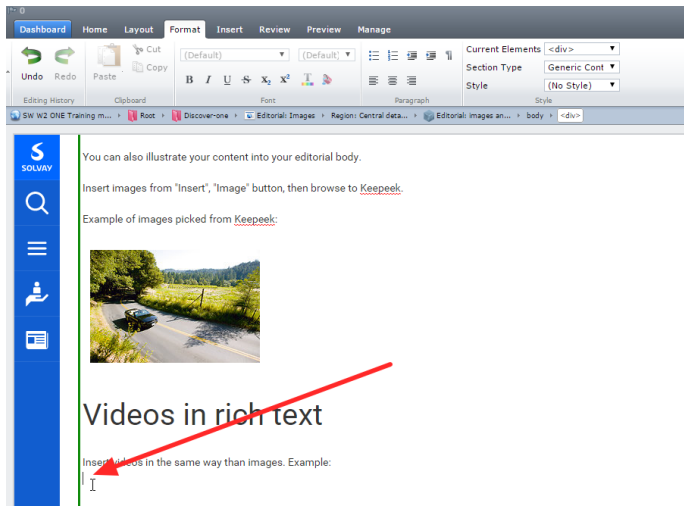 Dashboard Home Layout Format Insert Review Preview Manage
Cut
(Default) (Default)
Current Elements <div>
Copy
Section Type Generic Cont
Undo Redo Paste
B I U S X₂ X²
Style (No Style)
Editing History Clipboard Font Paragraph Style
SW W2 ONE Training m... Root Discover-one Editorial: Images Region: Central deta... Editorial: images an... body <div>
S
SOLVAY
You can also illustrate your content into your editorial body.
Insert images from "Insert", "Image" button, then browse to Keepeek.
Example of images picked from Keepeek:
Videos in rich text
Insert videos in the same way than images. Example: